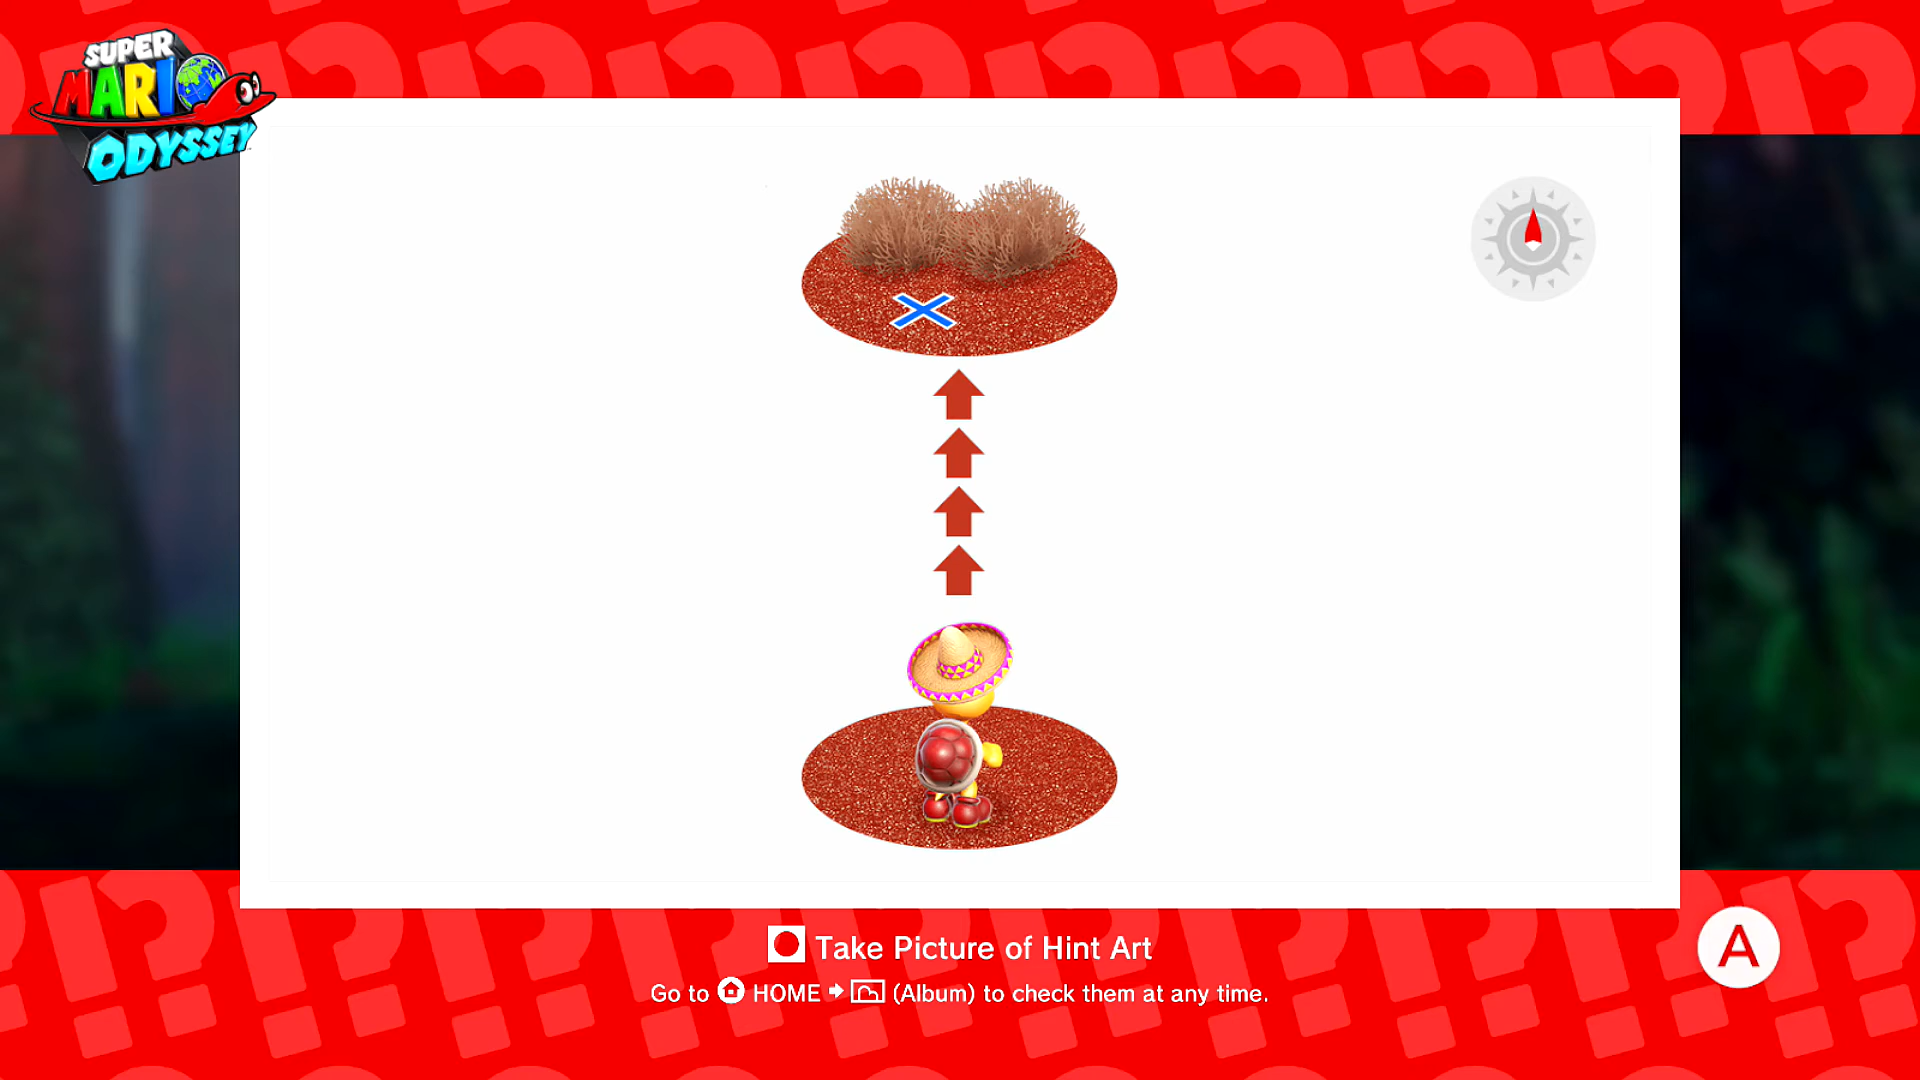 SUPER
MARIO
ODYSSEY
Take Picture of Hint Art
Go to HOME (Album) to check them at any time.
A